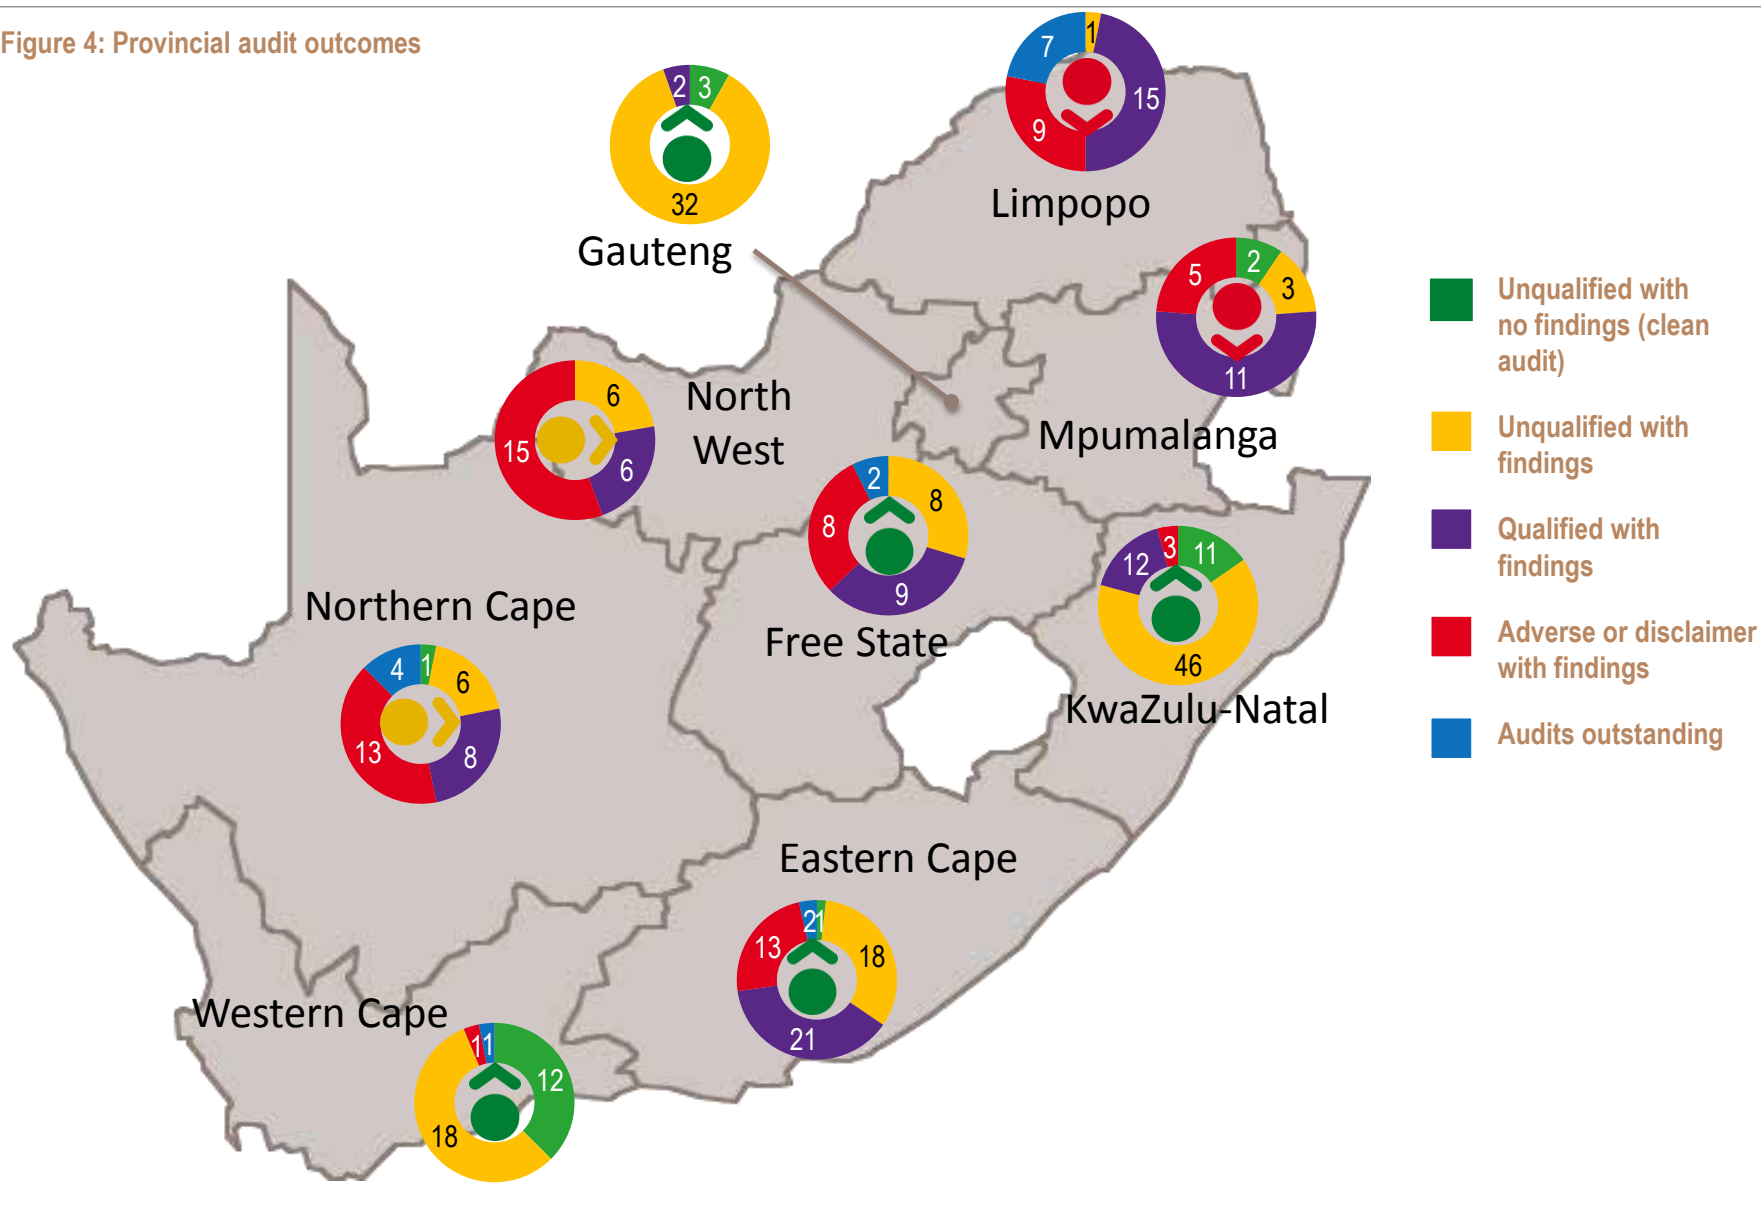 Figure 4: Provincial audit outcomes
1
7
15
9
Limpopo
2
3
32
Gauteng
5
2
3
11
Mpumalanga
6
15
6
North
West
2
8
8
9
Free State
3
11
12
46
KwaZulu-Natal
Northern Cape
4
1
6
13
8
Eastern Cape
2
1
13
18
21
Western Cape
1
1
12
18
Unqualified with
no findings (clean
audit)
Unqualified with
findings
Qualified with
findings
Adverse or disclaimer
with findings
Audits outstanding